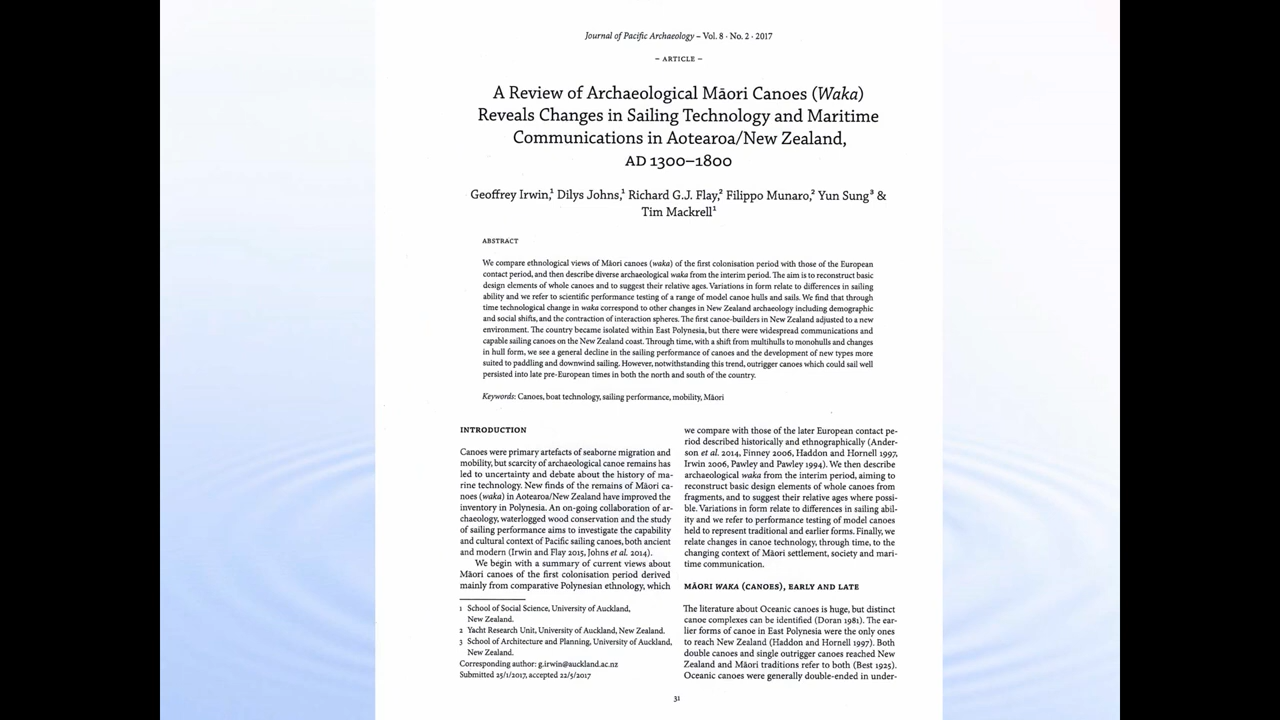 Journal of Pacific Archaeology – Vol. 8 · No. 2 · 2017
– ARTICLE –
A Review of Archaeological Māori Canoes (Waka)
Reveals Changes in Sailing Technology and Maritime
Communications in Aotearoa/New Zealand,
AD 1300–1800
Geoffrey Irwin,¹ Dilys Johns,¹ Richard G.J. Flay,² Filippo Munaro,² Yun Sung³ &
Tim Mackrell¹
ABSTRACT
We compare ethnological views of Māori canoes (waka) of the first colonisation period with those of the European
contact period, and then describe diverse archaeological waka from the interim period. The aim is to reconstruct basic
design elements of whole canoes and to suggest their relative ages. Variations in form relate to differences in sailing
ability and we refer to scientific performance testing of a range of model canoe hulls and sails. We find that through
time technological change in waka correspond to other changes in New Zealand archaeology including demographic
and social shifts, and the contraction of interaction spheres. The first canoe-builders in New Zealand adjusted to a new
environment. The country became isolated within East Polynesia, but there were widespread communications and
capable sailing canoes on the New Zealand coast. Through time, with a shift from multihulls to monohulls and changes
in hull form, we see a general decline in the sailing performance of canoes and the development of new types more
suited to paddling and downwind sailing. However, notwithstanding this trend, outrigger canoes which could sail well
persisted into late pre-European times in both the north and south of the country.
Keywords: Canoes, boat technology, sailing performance, mobility, Māori
INTRODUCTION
Canoes were primary artefacts of seaborne migration and
mobility, but scarcity of archaeological canoe remains has
led to uncertainty and debate about the history of ma-
rine technology. New finds of the remains of Māori ca-
noes (waka) in Aotearoa/New Zealand have improved the
inventory in Polynesia. An on-going collaboration of ar-
chaeology, waterlogged wood conservation and the study
of sailing performance aims to investigate the capability
and cultural context of Pacific sailing canoes, both ancient
and modern (Irwin and Flay 2015, Johns et al. 2014).
We begin with a summary of current views about
Māori canoes of the first colonisation period derived
mainly from comparative Polynesian ethnology, which
1 School of Social Science, University of Auckland,
New Zealand.
2 Yacht Research Unit, University of Auckland, New Zealand.
3 School of Architecture and Planning, University of Auckland,
New Zealand.
Corresponding author: g.irwin@auckland.ac.nz
Submitted 25/1/2017, accepted 22/5/2017
we compare with those of the later European contact pe-
riod described historically and ethnographically (Ander-
son et al. 2014, Finney 2006, Haddon and Hornell 1997,
Irwin 2006, Pawley and Pawley 1994). We then describe
archaeological waka from the interim period, aiming to
reconstruct basic design elements of whole canoes from
fragments, and to suggest their relative ages where possi-
ble. Variations in form relate to differences in sailing abil-
ity and we refer to performance testing of model canoes
held to represent traditional and earlier forms. Finally, we
relate changes in canoe technology, through time, to the
changing context of Māori settlement, society and mari-
time communication.
MĀORI WAKA (CANOES), EARLY AND LATE
The literature about Oceanic canoes is huge, but distinct
canoe complexes can be identified (Doran 1981). The ear-
lier forms of canoe in East Polynesia were the only ones
to reach New Zealand (Haddon and Hornell 1997). Both
double canoes and single outrigger canoes reached New
Zealand and Māori traditions refer to both (Best 1925).
Oceanic canoes were generally double-ended in under-
31